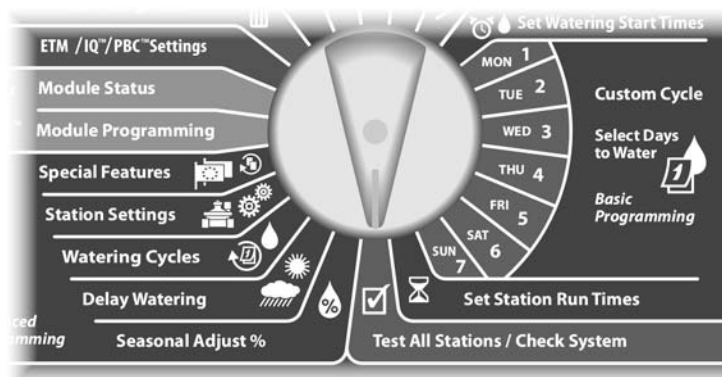 Set Watering Start Times
ETM / IQ™/PBC™Settings
MON 1
Module Status
TUE 2
Custom Cycle
Module Programming
WED 3
Select Days
to Water
Special Features
THU 4
1
Station Settings
FRI 5
Basic
Programming
Watering Cycles
1
SAT 6
SUN 7
Delay Watering
Set Station Run Times
%
Seasonal Adjust %
Test All Stations / Check System